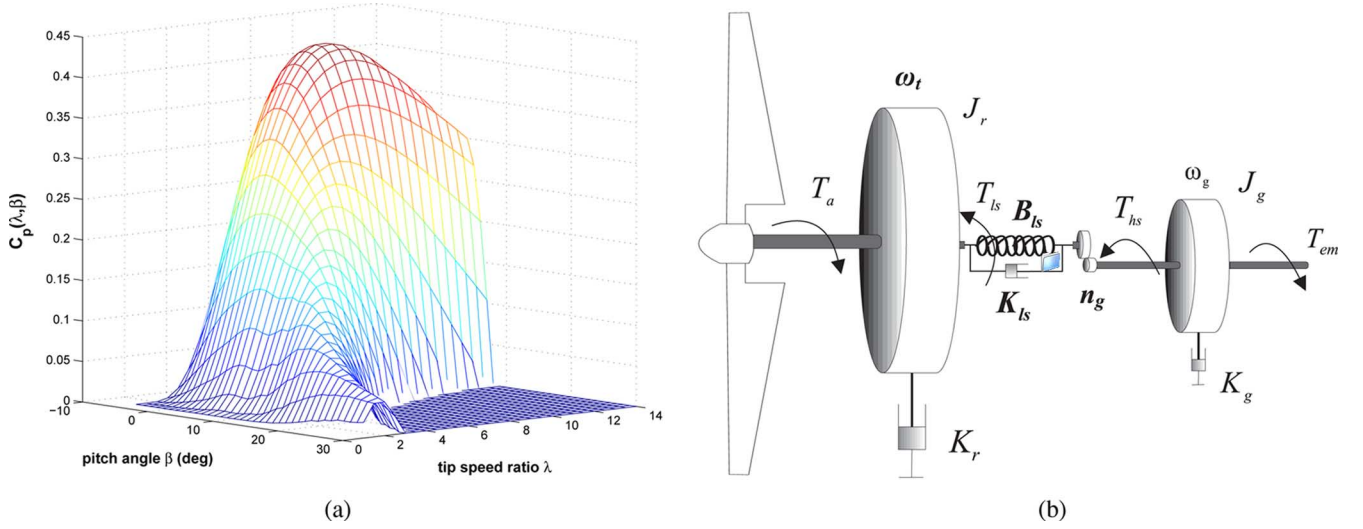 0.45
0.4
0.35
0.3
0.25
0.2
0.15
0.1
0.05
0
C_p(λ,β)
−10
0
10
20
30
pitch angle β (deg)
0
2
4
6
8
10
12
14
tip speed ratio λ
(a)
ω_t
J_r
T_a
T_ls
B_ls
K_ls
n_g
T_hs
ω_g
J_g
T_em
K_r
K_g
(b)